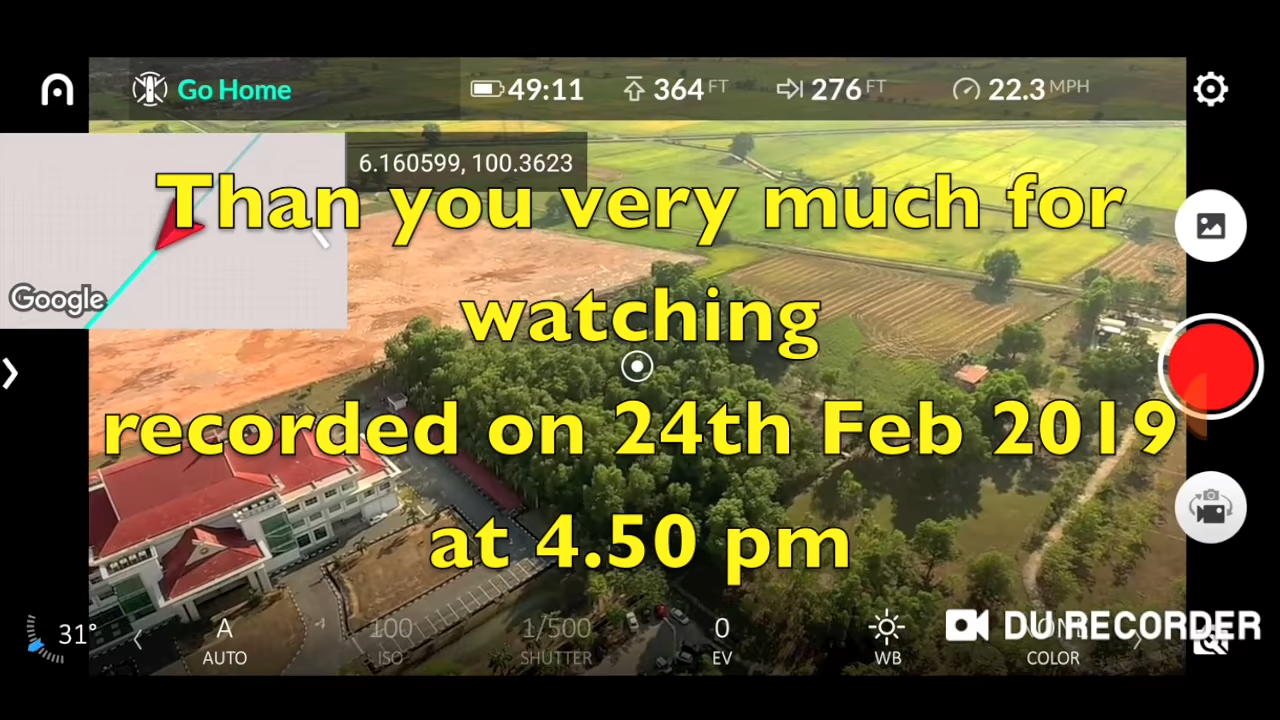 Go Home
49:11
364 FT
276 FT
22.3 MPH
6.160599, 100.3623
Google
Than you very much for
watching
recorded on 24th Feb 2019
at 4.50 pm
31°
A
AUTO
100
ISO
1/500
SHUTTER
0
EV
WB
NONE
COLOR
DU RECORDER